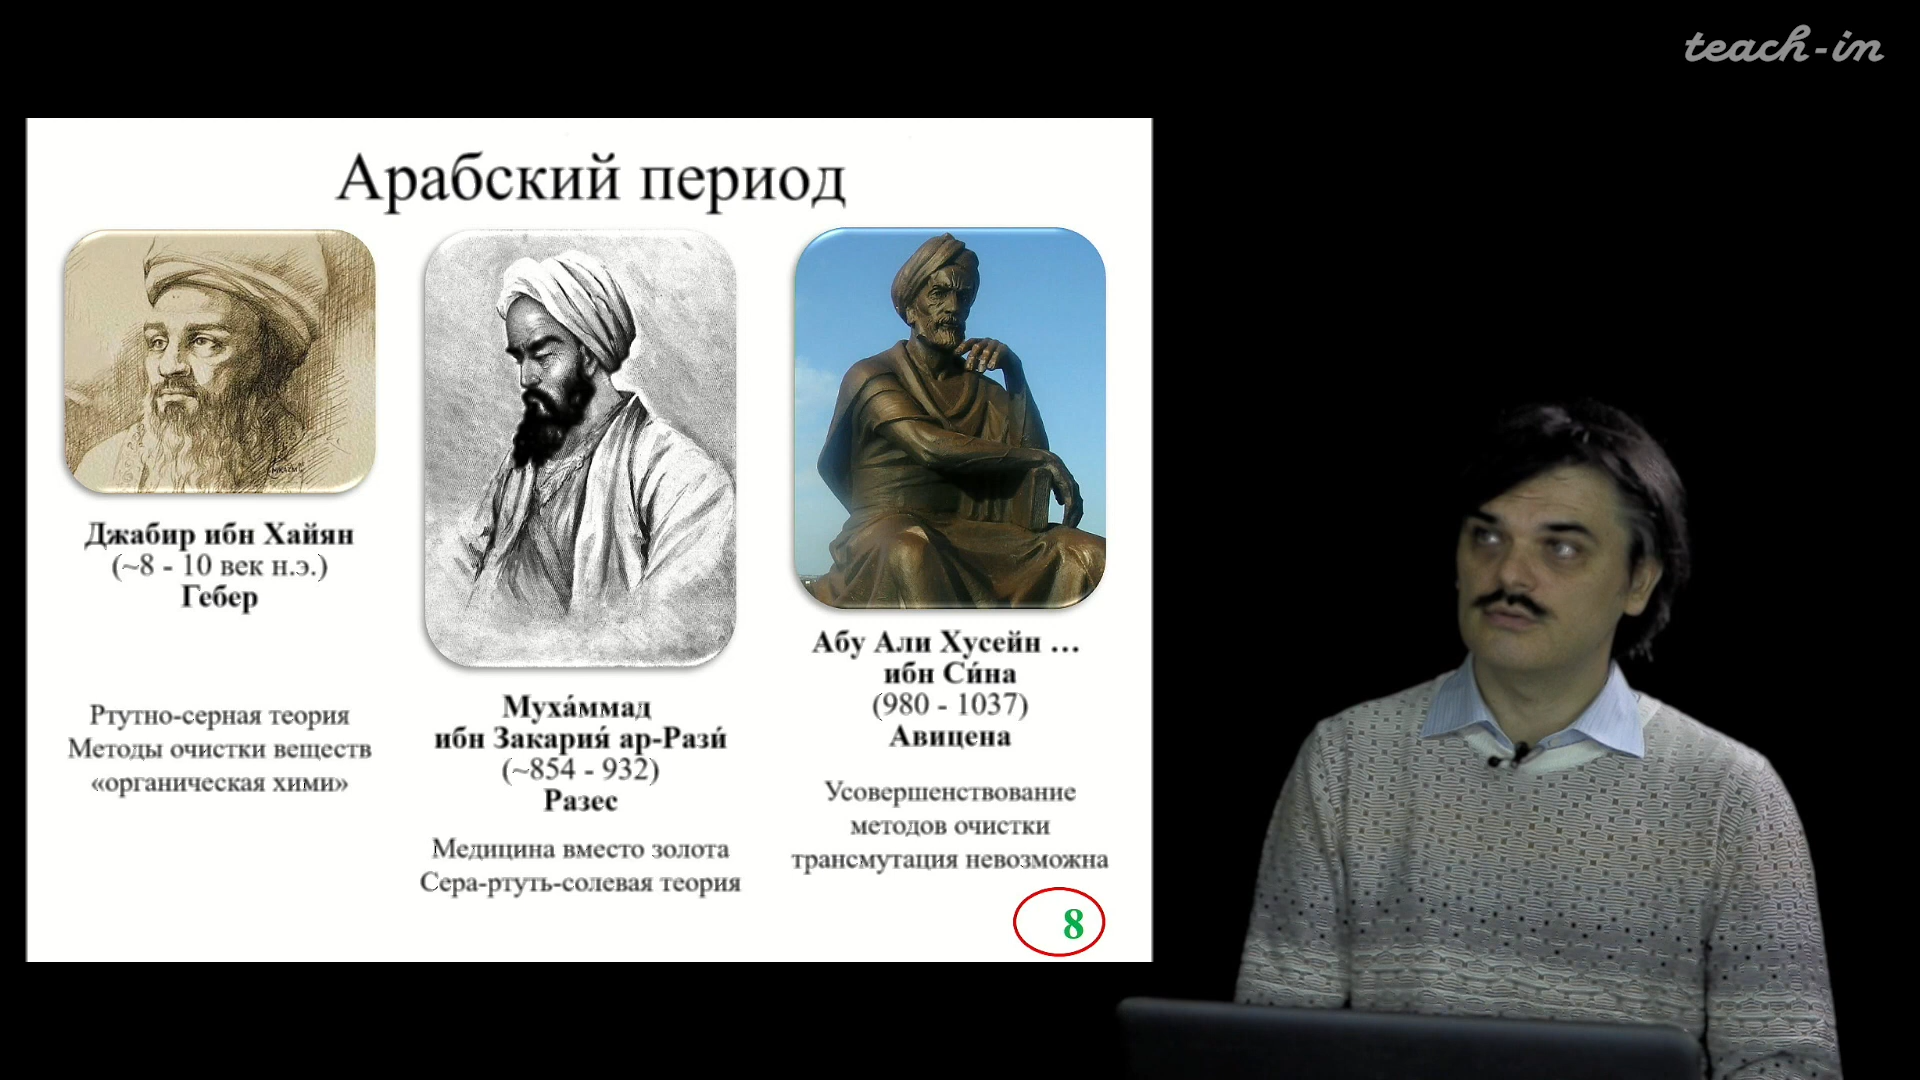 teach-in
Арабский период
Джабир ибн Хайян
(~8 - 10 век н.э.)
Гебер
Ртутно-серная теория
Методы очистки веществ
«органическая хими»
Муха́ммад
ибн Закария́ ар-Рази́
(~854 - 932)
Разес
Медицина вместо золота
Сера-ртуть-солевая теория
Абу Али Хусейн …
ибн Си́на
(980 - 1037)
Авицена
Усовершенствование
методов очистки
трансмутация невозможна
8